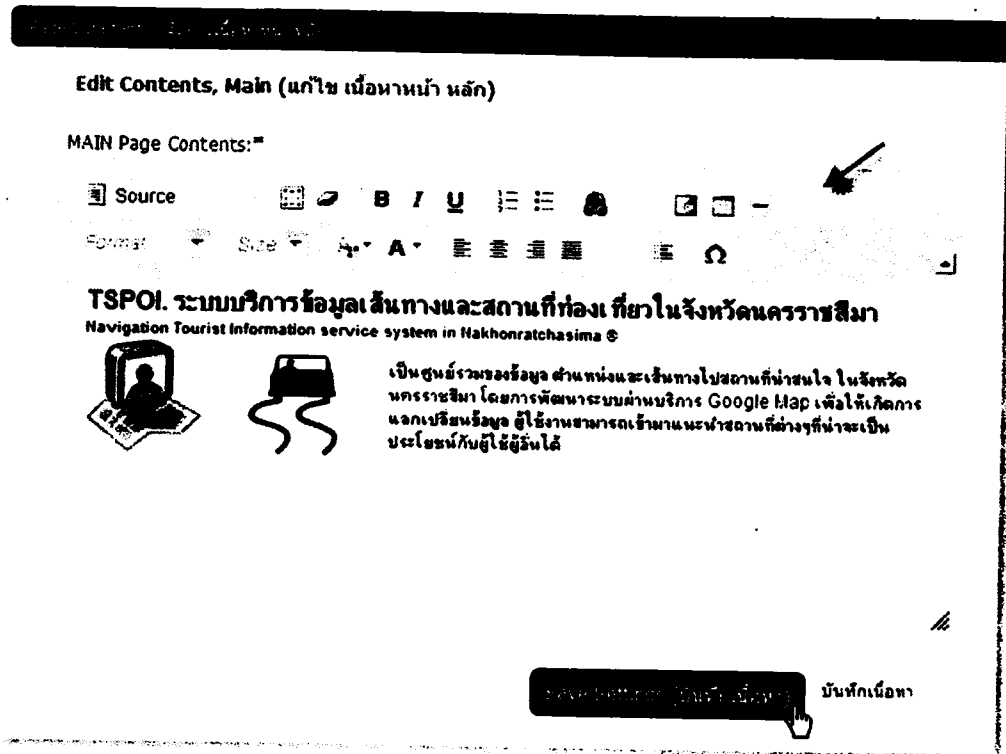 Edit Contents, Main (แก้ไข เนื้อหาหน้า หลัก)
MAIN Page Contents:*
Source B I U
Format Size A Ω
TSPOI. ระบบบริการข้อมูลเส้นทางและสถานที่ท่องเที่ยวในจังหวัดนครราชสีมา
Navigation Tourist Information service system in Nakhonratchasima ®
เป็นศูนย์รวมของข้อมูล ตำแหน่งและเส้นทางไปสถานที่น่าสนใจ ในจังหวัด
นครราชสีมา โดยการพัฒนาระบบผ่านบริการ Google Map เพื่อให้เกิดการ
แลกเปลี่ยนข้อมูล ผู้ใช้งานสามารถเข้ามาแนะนำสถานที่ต่างๆที่น่าจะเป็น
ประโยชน์กับผู้ใช้ผู้อื่นได้
บันทึกเนื้อหา